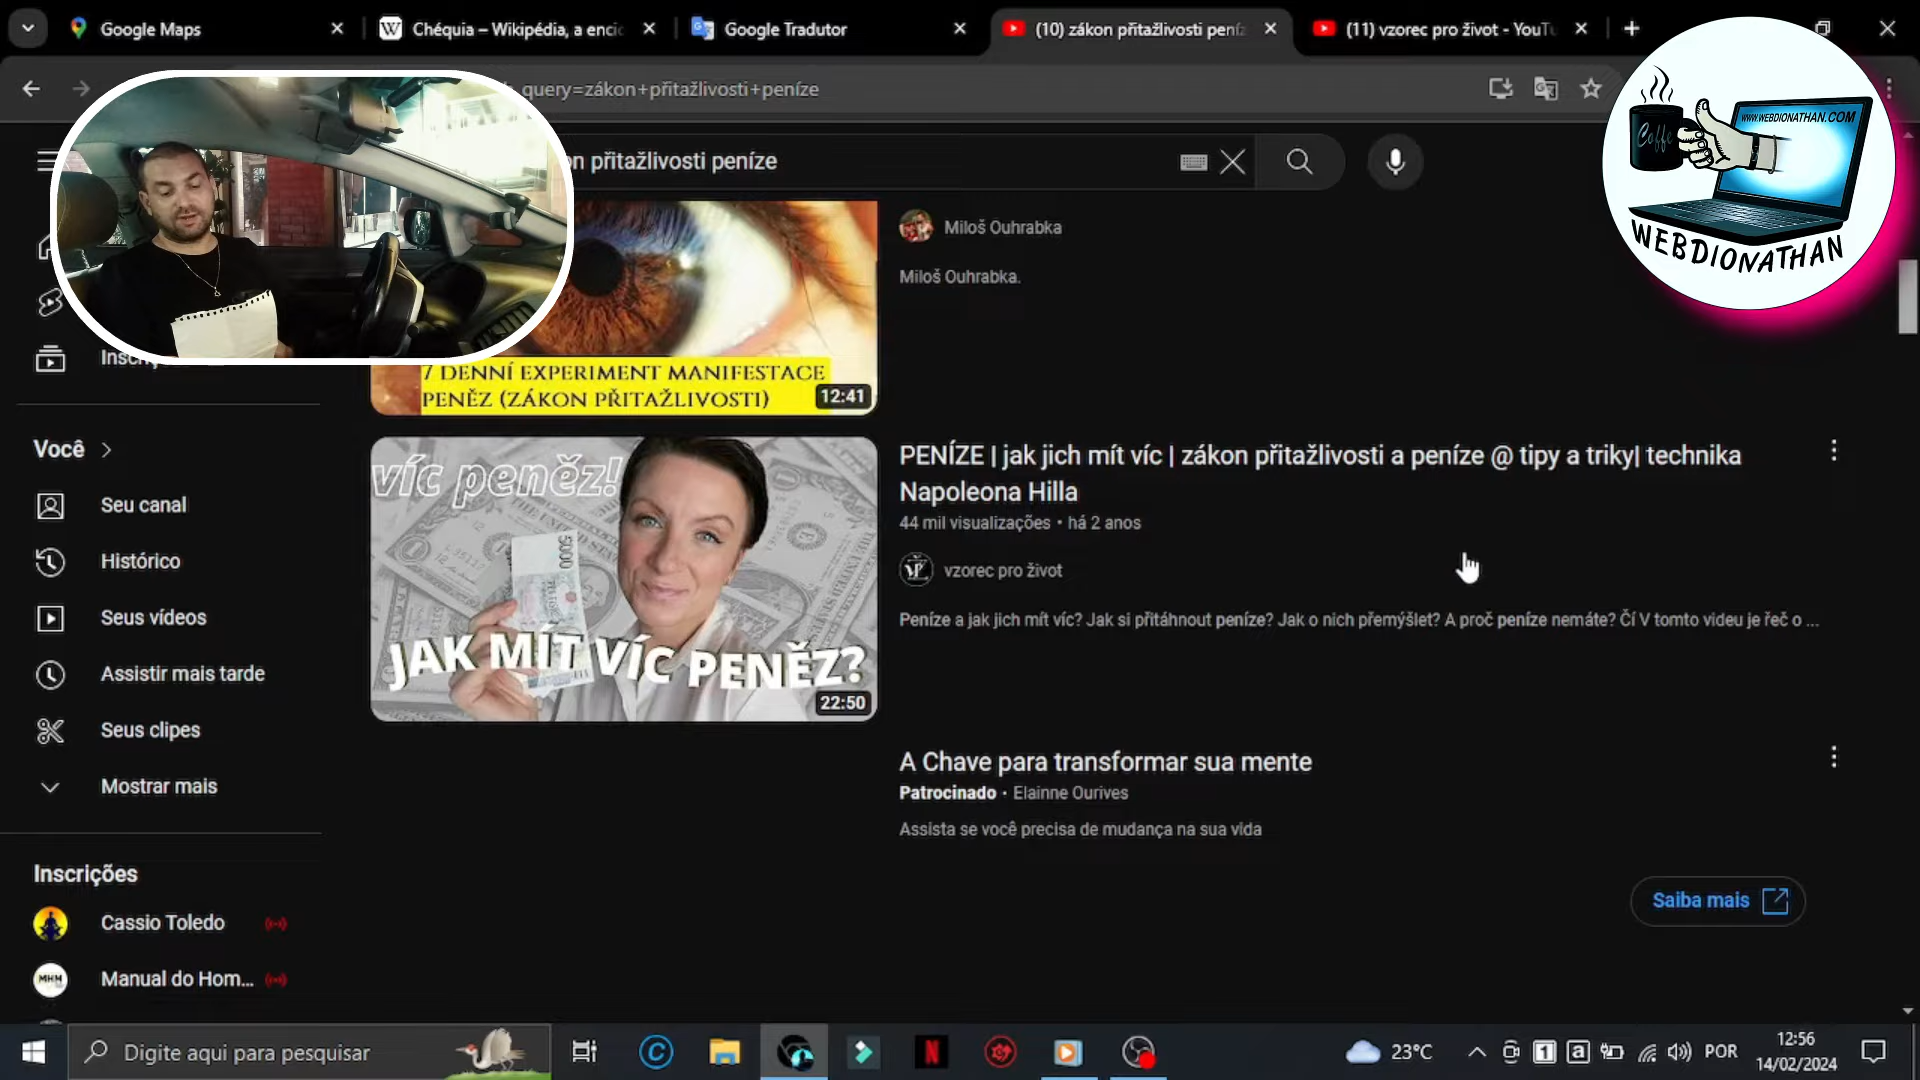 Google Maps
Chéquia – Wikipédia, a enci
Google Tradutor
(10) zákon přitažlivosti peníz
(11) vzorec pro život - YouTu
query=zákon+přitažlivosti+peníze
n přitažlivosti peníze
WWW.WEBDIONATHAN.COM
Coffe
WEBDIONATHAN
Miloš Ouhrabka
Miloš Ouhrabka.
7 DENNÍ EXPERIMENT MANIFESTACE
PENĚZ (ZÁKON PŘITAŽLIVOSTI)
12:41
Você
Seu canal
Histórico
Seus vídeos
Assistir mais tarde
Seus clipes
Mostrar mais
Inscrições
Cassio Toledo
MHM
Manual do Hom...
víc peněz!
5000
JAK MÍT VÍC PENĚZ?
22:50
PENÍZE | jak jich mít víc | zákon přitažlivosti a peníze @ tipy a triky| technika
Napoleona Hilla
44 mil visualizações • há 2 anos
vzorec pro život
Peníze a jak jich mít víc? Jak si přitáhnout peníze? Jak o nich přemýšlet? A proč peníze nemáte? Čí V tomto videu je řeč o ...
A Chave para transformar sua mente
Patrocinado • Elainne Ourives
Assista se você precisa de mudança na sua vida
Saiba mais
Digite aqui para pesquisar
23°C
POR
12:56
14/02/2024